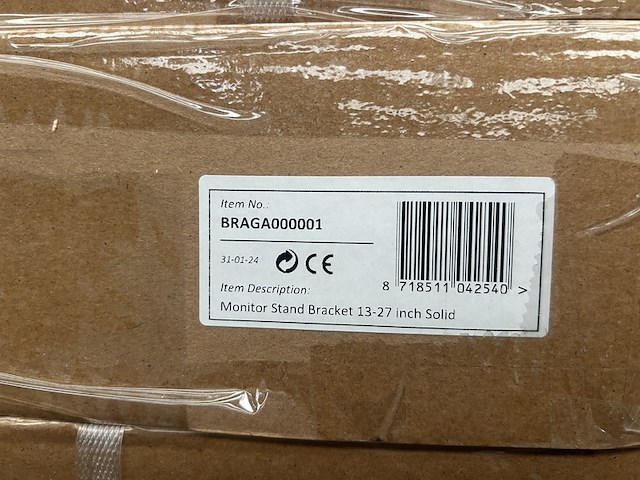 Item No.:
BRAGA000001
31-01-24 CE
Item Description:
Monitor Stand Bracket 13-27 inch Solid
8 718511 042540 >